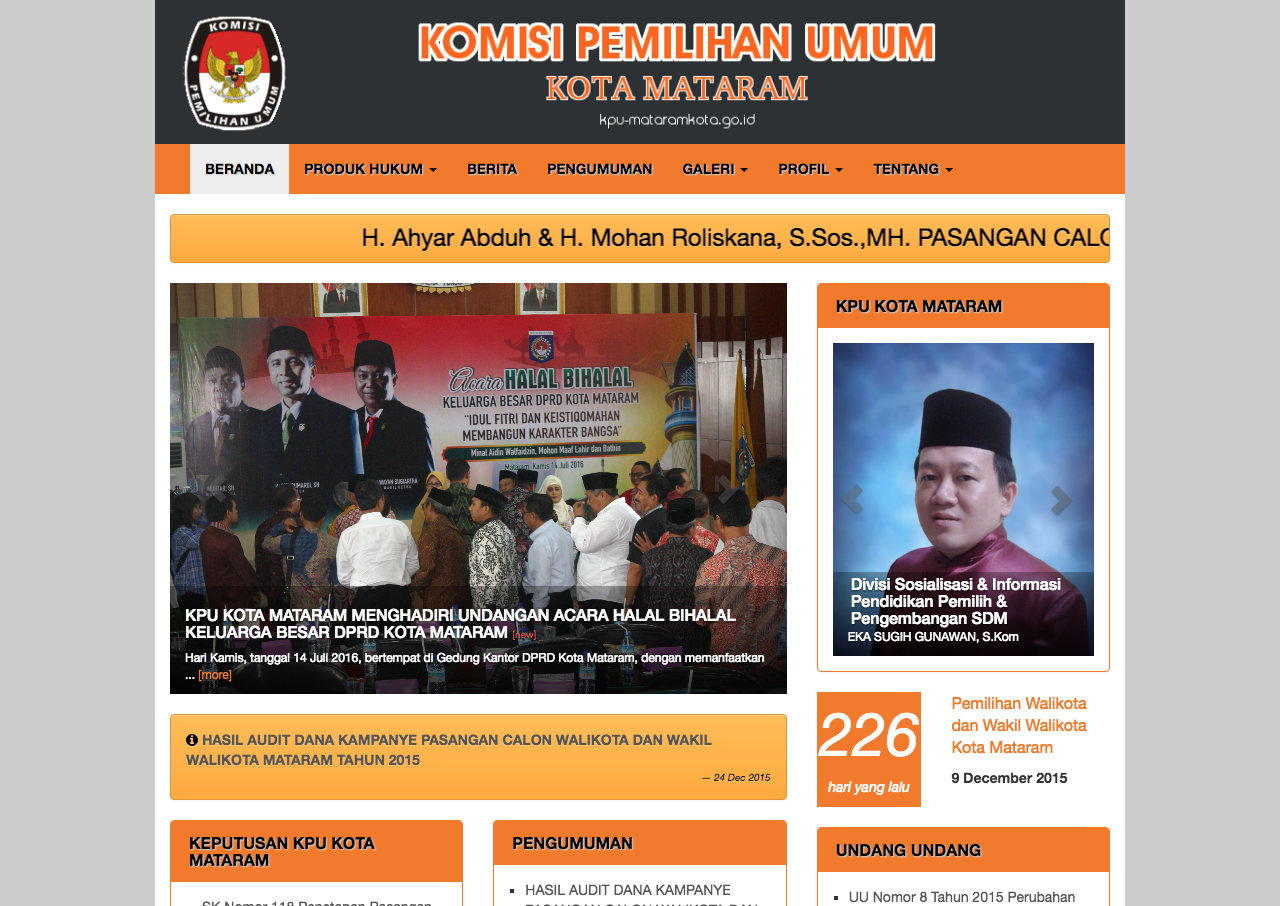 KOMISI
PEMILIHAN UMUM
KOMISI PEMILIHAN UMUM
KOTA MATARAM
kpu-mataramkota.go.id
BERANDA PRODUK HUKUM BERITA PENGUMUMAN GALERI PROFIL TENTANG
H. Ahyar Abduh & H. Mohan Roliskana, S.Sos.,MH. PASANGAN CALO
Acara HALAL BIHALAL
KELUARGA BESAR DPRD KOTA MATARAM
"IDUL FITRI DAN KEISTIQOMAHAN
MEMBANGUN KARAKTER BANGSA"
Minal Aidin Walfaidzin, Mohon Maaf Lahir dan Bathin
Mataram, Kamis 14 Juli 2016
WAYAN SUGIARTHA
KPU KOTA MATARAM MENGHADIRI UNDANGAN ACARA HALAL BIHALAL
KELUARGA BESAR DPRD KOTA MATARAM [new]
Hari Kamis, tanggal 14 Juli 2016, bertempat di Gedung Kantor DPRD Kota Mataram, dengan memanfaatkan
... [more]
KPU KOTA MATARAM
Divisi Sosialisasi & Informasi
Pendidikan Pemilih &
Pengembangan SDM
EKA SUGIH GUNAWAN, S.Kom
HASIL AUDIT DANA KAMPANYE PASANGAN CALON WALIKOTA DAN WAKIL
WALIKOTA MATARAM TAHUN 2015
— 24 Dec 2015
226
hari yang lalu
Pemilihan Walikota
dan Wakil Walikota
Kota Mataram
9 December 2015
KEPUTUSAN KPU KOTA
MATARAM
SK Nomor 118 Penetapan Pasangan
PENGUMUMAN
HASIL AUDIT DANA KAMPANYE
PASANGAN CALON WALIKOTA DAN
UNDANG UNDANG
UU Nomor 8 Tahun 2015 Perubahan